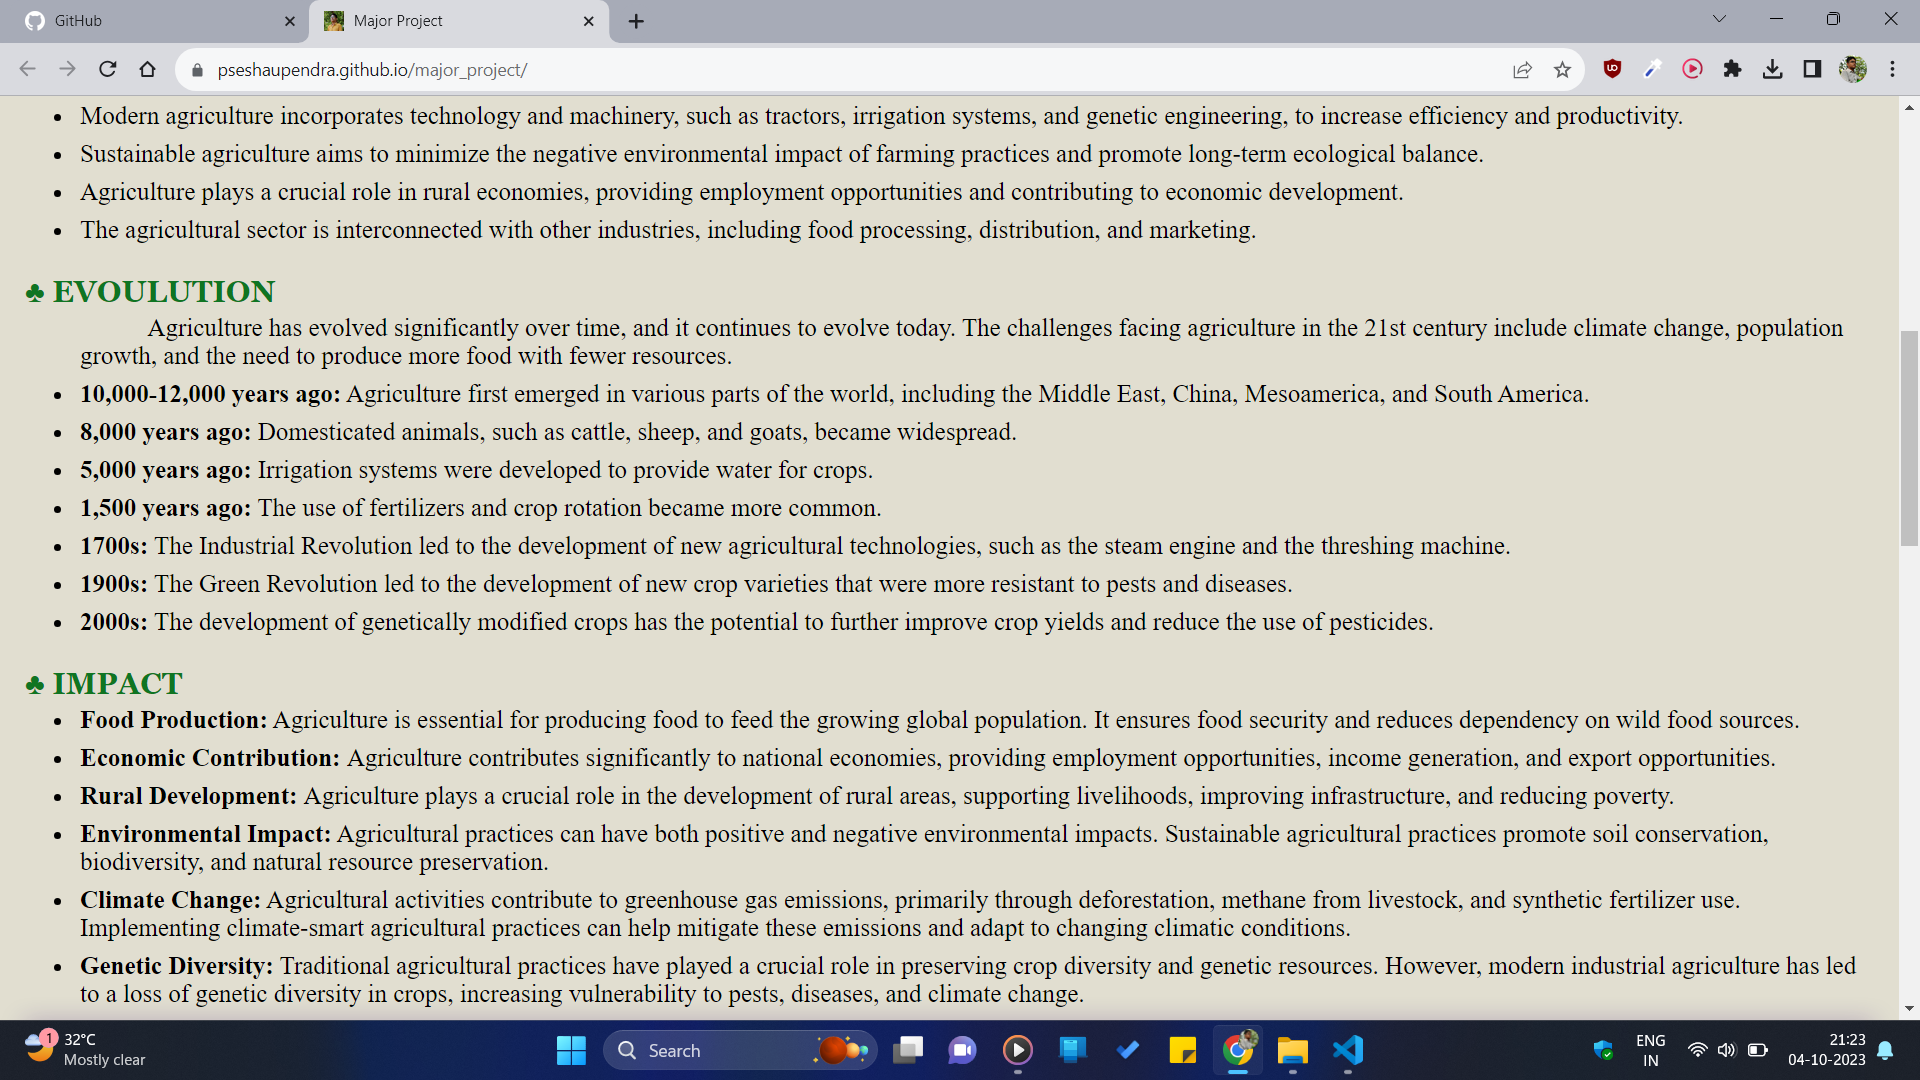 GitHub
Major Project
pseshaupendra.github.io/major_project/
• Modern agriculture incorporates technology and machinery, such as tractors, irrigation systems, and genetic engineering, to increase efficiency and productivity.
• Sustainable agriculture aims to minimize the negative environmental impact of farming practices and promote long-term ecological balance.
• Agriculture plays a crucial role in rural economies, providing employment opportunities and contributing to economic development.
• The agricultural sector is interconnected with other industries, including food processing, distribution, and marketing.
♣ EVOULUTION
Agriculture has evolved significantly over time, and it continues to evolve today. The challenges facing agriculture in the 21st century include climate change, population
growth, and the need to produce more food with fewer resources.
• 10,000-12,000 years ago: Agriculture first emerged in various parts of the world, including the Middle East, China, Mesoamerica, and South America.
• 8,000 years ago: Domesticated animals, such as cattle, sheep, and goats, became widespread.
• 5,000 years ago: Irrigation systems were developed to provide water for crops.
• 1,500 years ago: The use of fertilizers and crop rotation became more common.
• 1700s: The Industrial Revolution led to the development of new agricultural technologies, such as the steam engine and the threshing machine.
• 1900s: The Green Revolution led to the development of new crop varieties that were more resistant to pests and diseases.
• 2000s: The development of genetically modified crops has the potential to further improve crop yields and reduce the use of pesticides.
♣ IMPACT
• Food Production: Agriculture is essential for producing food to feed the growing global population. It ensures food security and reduces dependency on wild food sources.
• Economic Contribution: Agriculture contributes significantly to national economies, providing employment opportunities, income generation, and export opportunities.
• Rural Development: Agriculture plays a crucial role in the development of rural areas, supporting livelihoods, improving infrastructure, and reducing poverty.
• Environmental Impact: Agricultural practices can have both positive and negative environmental impacts. Sustainable agricultural practices promote soil conservation,
biodiversity, and natural resource preservation.
• Climate Change: Agricultural activities contribute to greenhouse gas emissions, primarily through deforestation, methane from livestock, and synthetic fertilizer use.
Implementing climate-smart agricultural practices can help mitigate these emissions and adapt to changing climatic conditions.
• Genetic Diversity: Traditional agricultural practices have played a crucial role in preserving crop diversity and genetic resources. However, modern industrial agriculture has led
to a loss of genetic diversity in crops, increasing vulnerability to pests, diseases, and climate change.
1
32°C
Mostly clear
Search
ENG
IN
21:23
04-10-2023